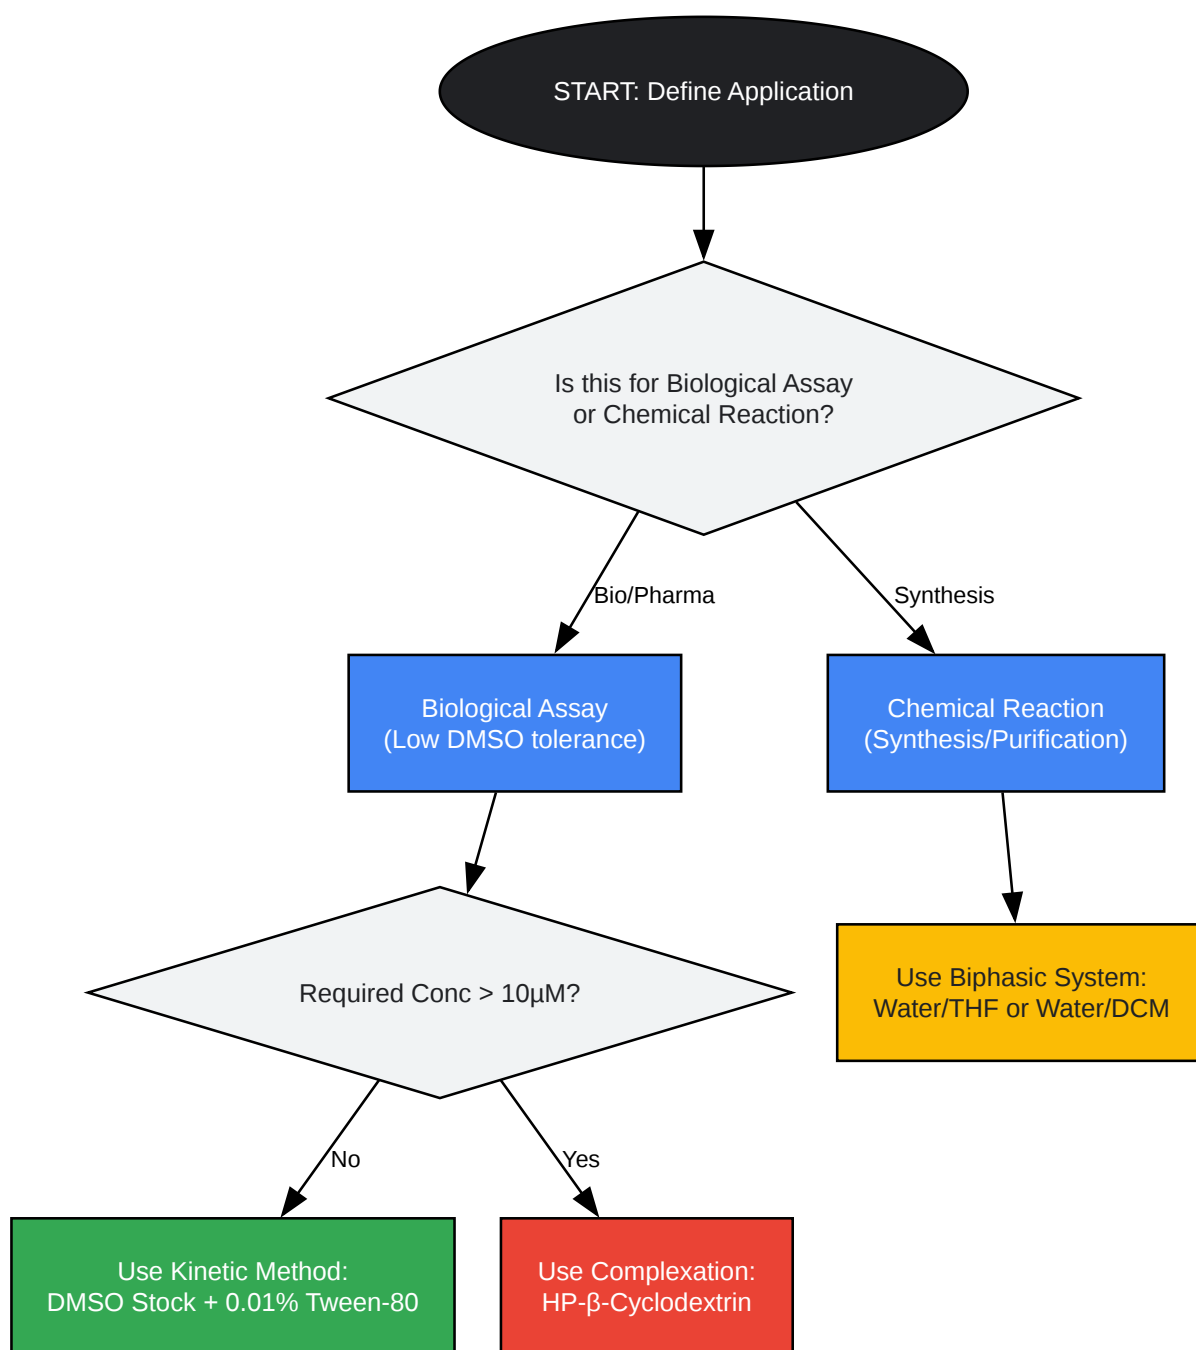 START: Define Application
Is this for Biological Assay
or Chemical Reaction?
Bio/Pharma
Synthesis
Biological Assay
(Low DMSO tolerance)
Chemical Reaction
(Synthesis/Purification)
Required Conc > 10µM?
Use Biphasic System:
Water/THF or Water/DCM
No
Yes
Use Kinetic Method:
DMSO Stock + 0.01% Tween-80
Use Complexation:
HP-β-Cyclodextrin